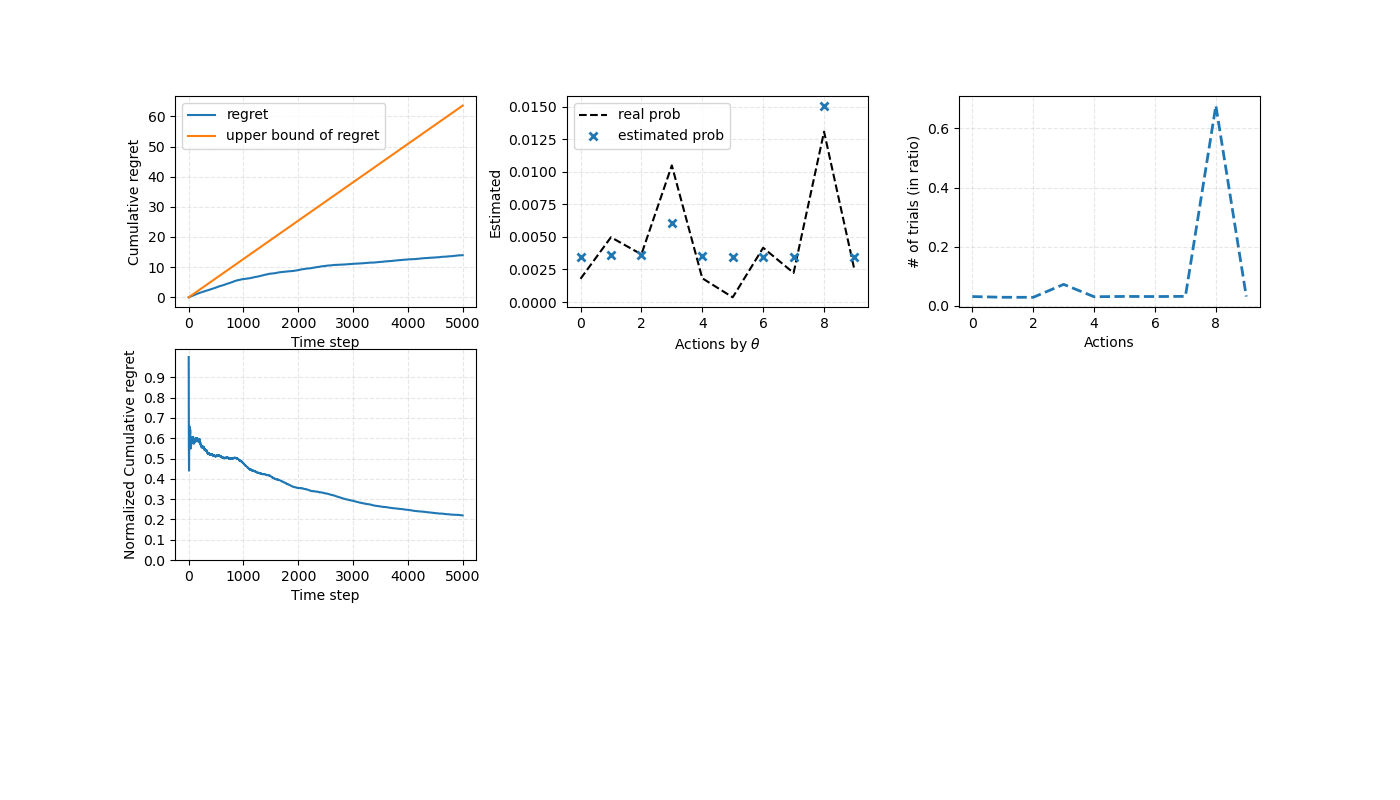 regret
upper bound of regret
Cumulative regret
60
50
40
30
20
10
0
0 1000 2000 3000 4000 5000
Time step
real prob
estimated prob
Estimated
0.0150
0.0125
0.0100
0.0075
0.0050
0.0025
0.0000
0 2 4 6 8
Actions by θ
# of trials (in ratio)
0.6
0.4
0.2
0.0
0 2 4 6 8
Actions
Normalized Cumulative regret
0.9
0.8
0.7
0.6
0.5
0.4
0.3
0.2
0.1
0.0
0 1000 2000 3000 4000 5000
Time step